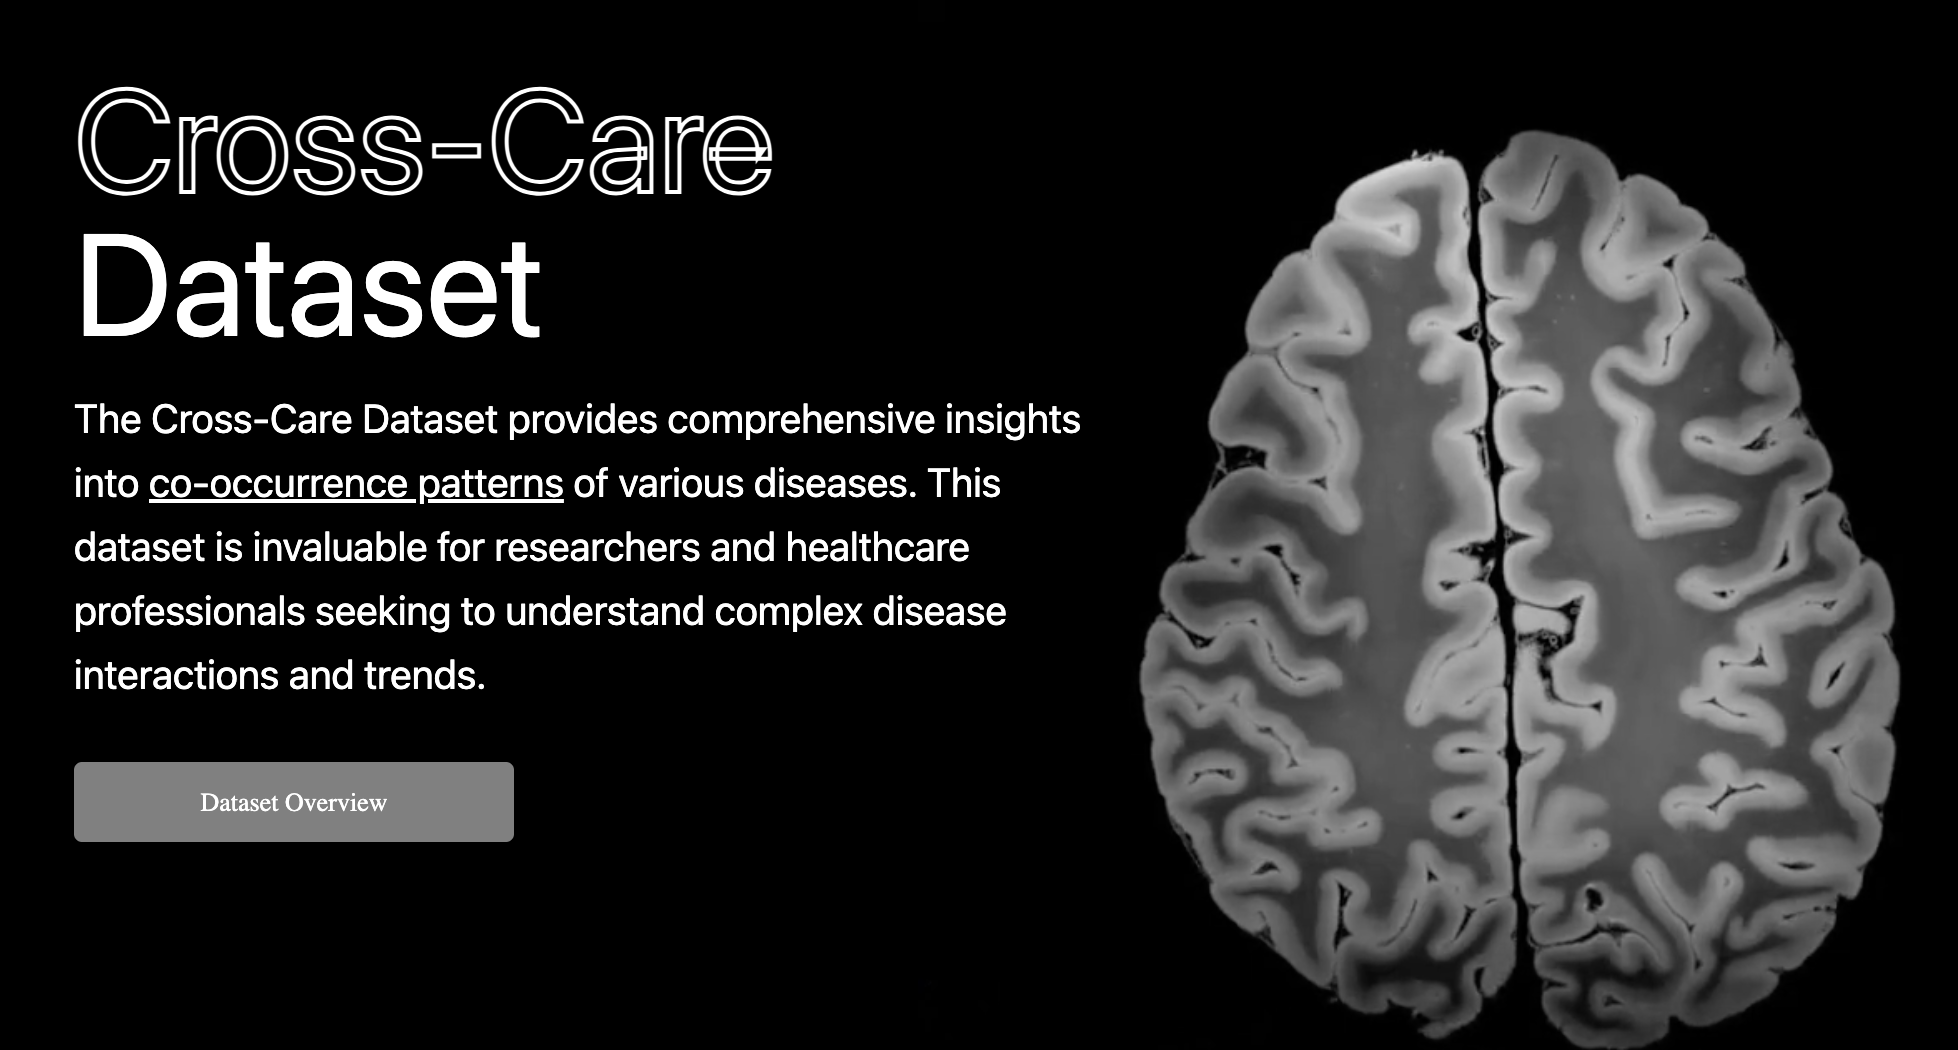 Cross-Care
Dataset
The Cross-Care Dataset provides comprehensive insights
into co-occurrence patterns of various diseases. This
dataset is invaluable for researchers and healthcare
professionals seeking to understand complex disease
interactions and trends.
Dataset Overview